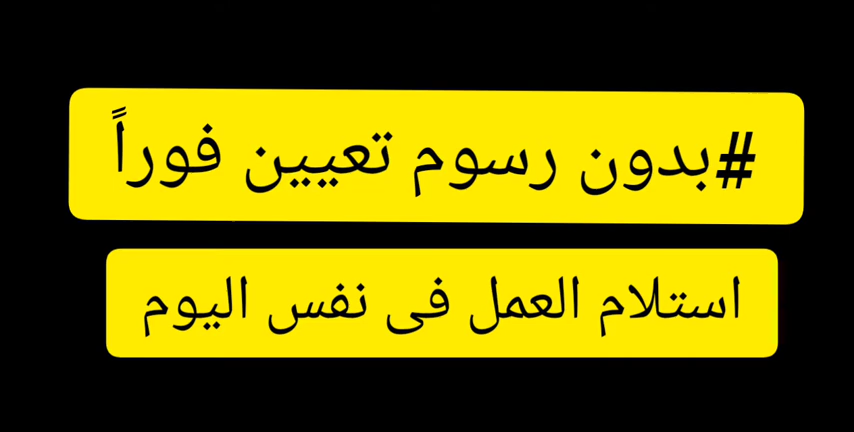 #بدون رسوم تعيين فوراً
استلام العمل فى نفس اليوم